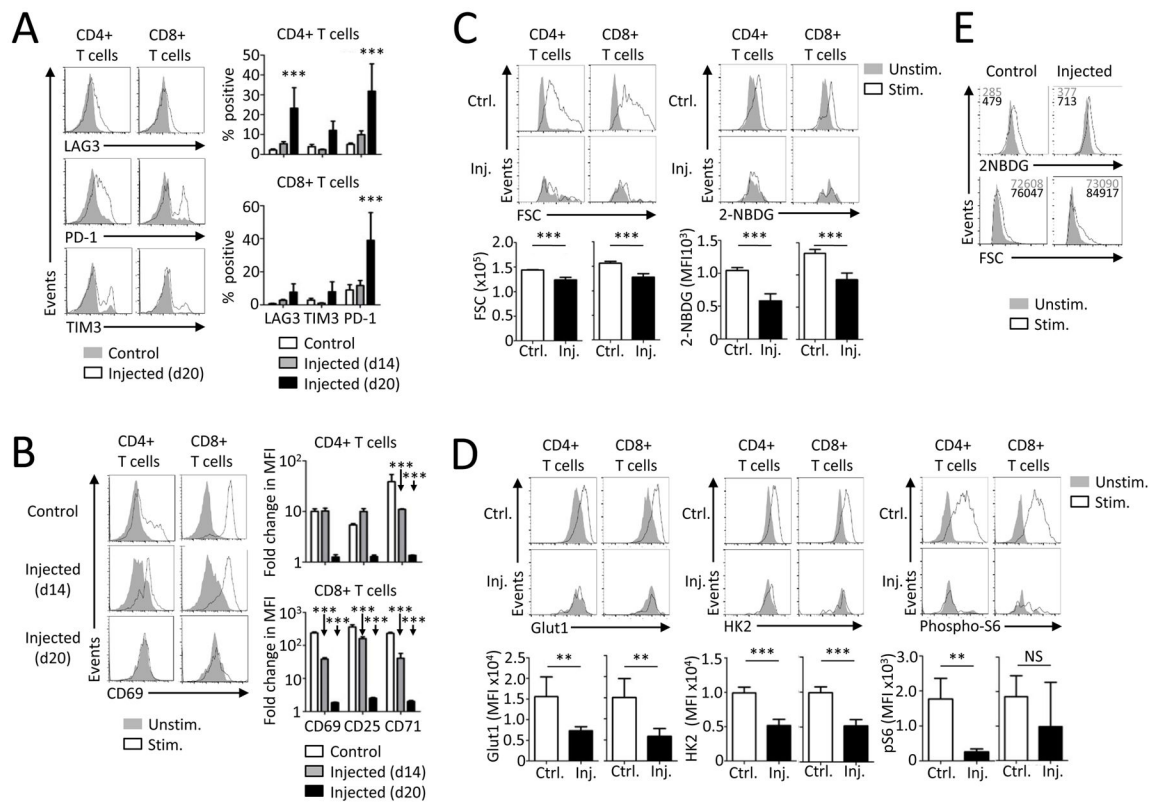 A
CD4+ CD8+
T cells T cells
LAG3
PD-1
TIM3
Events
Control
Injected (d20)
CD4+ T cells
% positive
50
40
30
20
10
0
*** ***
CD8+ T cells
% positive
60
40
20
0
***
LAG3 TIM3 PD-1
Control
Injected (d14)
Injected (d20)
B
CD4+ CD8+
T cells T cells
Control
Injected
(d14)
Injected
(d20)
Events
CD69
Unstim.
Stim.
CD4+ T cells
Fold change in MFI
10²
10
1
***
***
CD8+ T cells
Fold change in MFI
10³
10²
10
1
*** *** ***
*** *** ***
CD69 CD25 CD71
Control
Injected (d14)
Injected (d20)
C
CD4+ CD8+ CD4+ CD8+
T cells T cells T cells T cells
Unstim.
Stim.
Ctrl. Ctrl.
Inj. Inj.
Events Events
FSC 2-NBDG
*** *** *** ***
FSC (x10⁵)
2.0
1.5
1.0
0.5
0
2-NBDG (MFI10³)
1.5
1.0
0.5
0.0
Ctrl. Inj. Ctrl. Inj. Ctrl. Inj. Ctrl. Inj.
D
CD4+ CD8+ CD4+ CD8+ CD4+ CD8+
T cells T cells T cells T cells T cells T cells
Unstim.
Stim.
Ctrl. Ctrl. Ctrl.
Inj. Inj. Inj.
Events Events Events
Glut1 HK2 Phospho-S6
** ** *** *** ** NS
Glut1 (MFI x10⁴)
2.5
2.0
1.5
1.0
0.5
0
HK2 (MFI x10⁴)
1.5
1.0
0.5
0
pS6 (MFI x10³)
3.0
2.0
1.0
0.0
Ctrl. Inj. Ctrl. Inj. Ctrl. Inj. Ctrl. Inj. Ctrl. Inj. Ctrl. Inj.
E
Control Injected
285 377
479 713
2NBDG
72608 73090
76047 84917
Events
FSC
Unstim.
Stim.